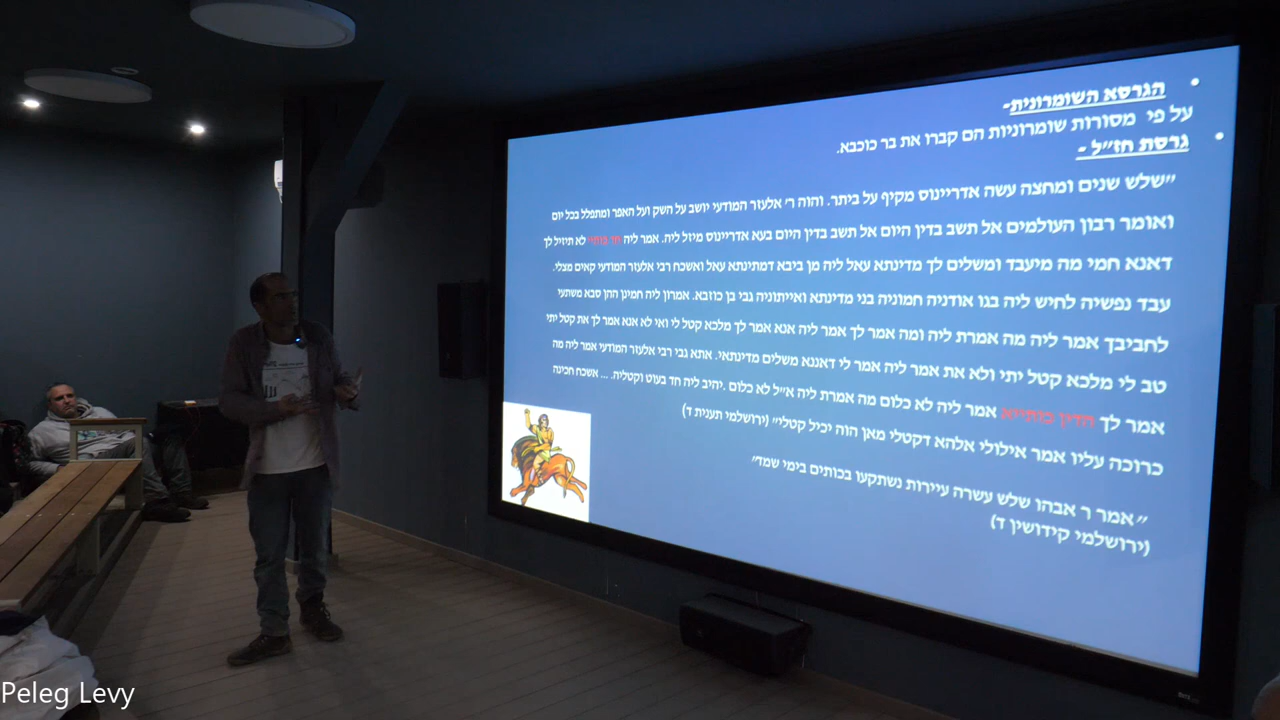 הגרסא השומרונית-
על פי מסורות שומרוניות הם קברו את בר כוכבא.
גרסת חז״ל -
״שלש שנים ומחצה עשה אדריינוס מקיף על ביתר. והוה ר׳ אלעזר המודעי יושב על השק ועל האפר ומתפלל בכל יום
ואומר רבון העולמים אל תשב בדין היום אל תשב בדין היום בעא אדריינוס מיזל ליה. אמר ליה חד כותיי לא תיזיל לך
דאנא חמי מה מיעבד ומשלים לך מדינתא עאל ליה מן ביבא דמתינתא עאל ואשכח רבי אלעזר המודעי קאים מצלי.
עבד נפשיה לחיש ליה בגו אודניה חמוניה בני מדינתא ואייתוניה גבי בן כוזבא. אמרון ליה חמינן ההן סבא משתעי
לחביבך אמר ליה מה אמרת ליה ומה אמר לך אמר ליה אנא אמר לך מלכא קטל לי ואי לא אנא אמר לך את קטל יתי
טב לי מלכא קטל יתי ולא את אמר ליה אמר לי דאננא משלים מדינתאי. אתא גבי רבי אלעזר המודעי אמר ליה מה
אמר לך הדין כותייא אמר ליה לא כלום מה אמרת ליה א״ל לא כלום .יהיב ליה חד בעוט וקטליה. ... אשכח חכינה
כרוכה עליו אמר אילולי אלהא דקטלי מאן הוה יכיל קטלי״ (ירושלמי תענית ד)
״אמר ר אבהו שלש עשרה עיירות נשתקעו בכותים בימי שמד״
(ירושלמי קידושין ד)
Peleg Levy